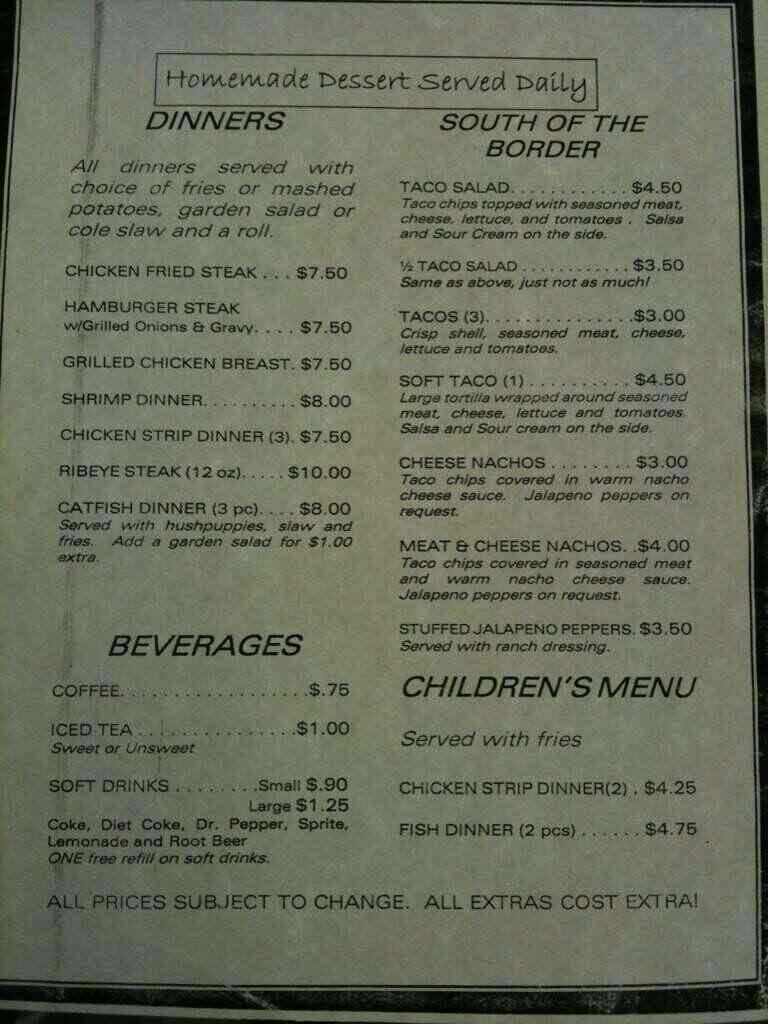 Homemade Dessert Served Daily
DINNERS
All dinners served with
choice of fries or mashed
potatoes, garden salad or
cole slaw and a roll.
CHICKEN FRIED STEAK . . . $7.50
HAMBURGER STEAK
w/Grilled Onions & Gravy. . . . $7.50
GRILLED CHICKEN BREAST. $7.50
SHRIMP DINNER. . . . . . . . . . $8.00
CHICKEN STRIP DINNER (3). $7.50
RIBEYE STEAK (12 oz). . . . . $10.00
CATFISH DINNER (3 pc). . . . $8.00
Served with hushpuppies, slaw and
fries. Add a garden salad for $1.00
extra.
BEVERAGES
COFFEE. . . . . . . . . . . . . . . . . .$.75
ICED TEA . . . . . . . . . . . . . . .$1.00
Sweet or Unsweet
SOFT DRINKS . . . . . . . .Small $.90
Large $1.25
Coke, Diet Coke, Dr. Pepper, Sprite,
Lemonade and Root Beer
ONE free refill on soft drinks.
SOUTH OF THE
BORDER
TACO SALAD. . . . . . . . . . . . $4.50
Taco chips topped with seasoned meat,
cheese, lettuce, and tomatoes . Salsa
and Sour Cream on the side.
½ TACO SALAD . . . . . . . . . . . $3.50
Same as above, just not as much!
TACOS (3). . . . . . . . . . . . . . .$3.00
Crisp shell, seasoned meat, cheese,
lettuce and tomatoes.
SOFT TACO (1) . . . . . . . . . . $4.50
Large tortilla wrapped around seasoned
meat, cheese, lettuce and tomatoes.
Salsa and Sour cream on the side.
CHEESE NACHOS . . . . . . . . $3.00
Taco chips covered in warm nacho
cheese sauce. Jalapeno peppers on
request.
MEAT & CHEESE NACHOS. .$4.00
Taco chips covered in seasoned meat
and warm nacho cheese sauce.
Jalapeno peppers on request.
STUFFED JALAPENO PEPPERS. $3.50
Served with ranch dressing.
CHILDREN'S MENU
Served with fries
CHICKEN STRIP DINNER(2) . $4.25
FISH DINNER (2 pcs) . . . . . . $4.75
ALL PRICES SUBJECT TO CHANGE. ALL EXTRAS COST EXTRA!